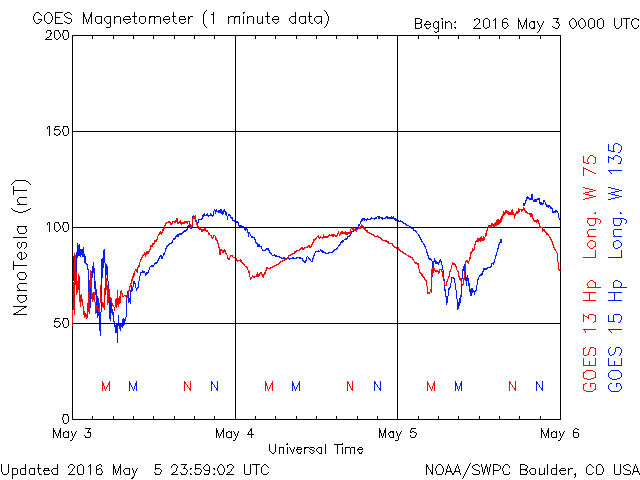 GOES Magnetometer (1 minute data)
Begin: 2016 May 3 0000 UTC
200
150
100
50
0
NanoTesla (nT)
M M N N M M N N M M N N
May 3 May 4 May 5 May 6
Universal Time
GOES 13 Hp Long. W 75
GOES 15 Hp Long. W 135
Updated 2016 May 5 23:59:02 UTC
NOAA/SWPC Boulder, CO USA